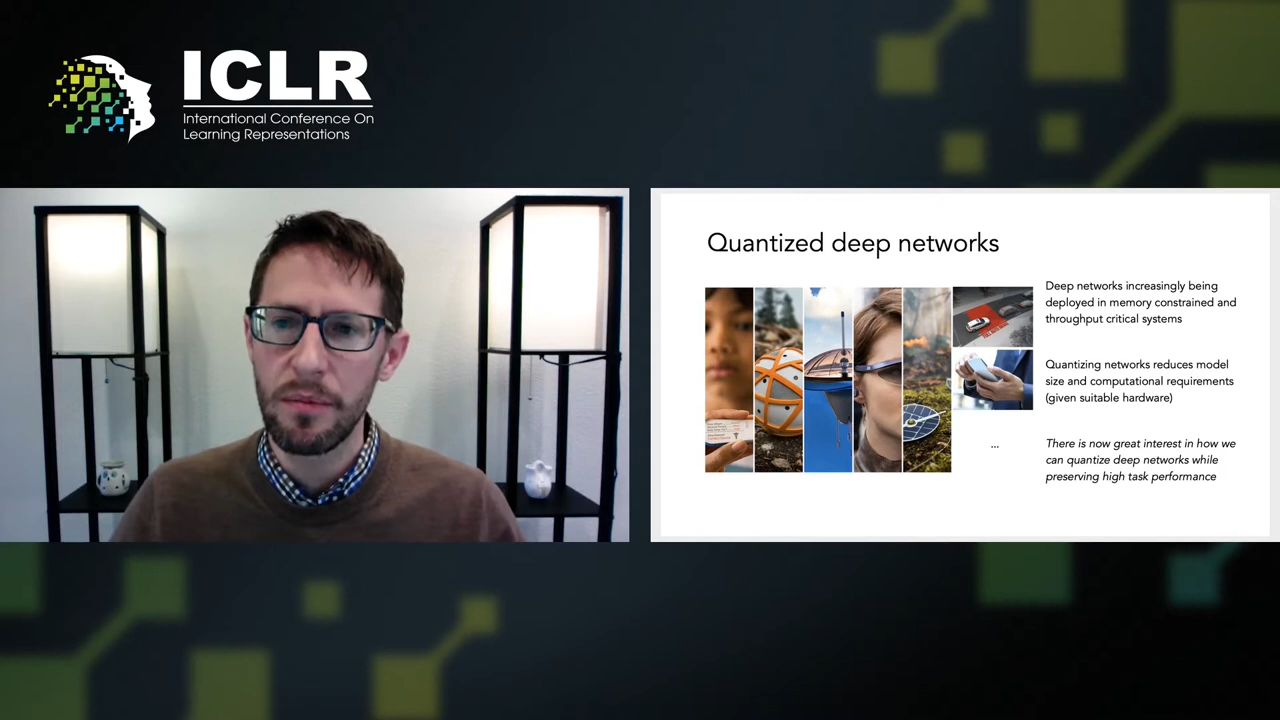 ICLR
International Conference On
Learning Representations
Quantized deep networks
Deep networks increasingly being
deployed in memory constrained and
throughput critical systems
Quantizing networks reduces model
size and computational requirements
(given suitable hardware)
...
There is now great interest in how we
can quantize deep networks while
preserving high task performance